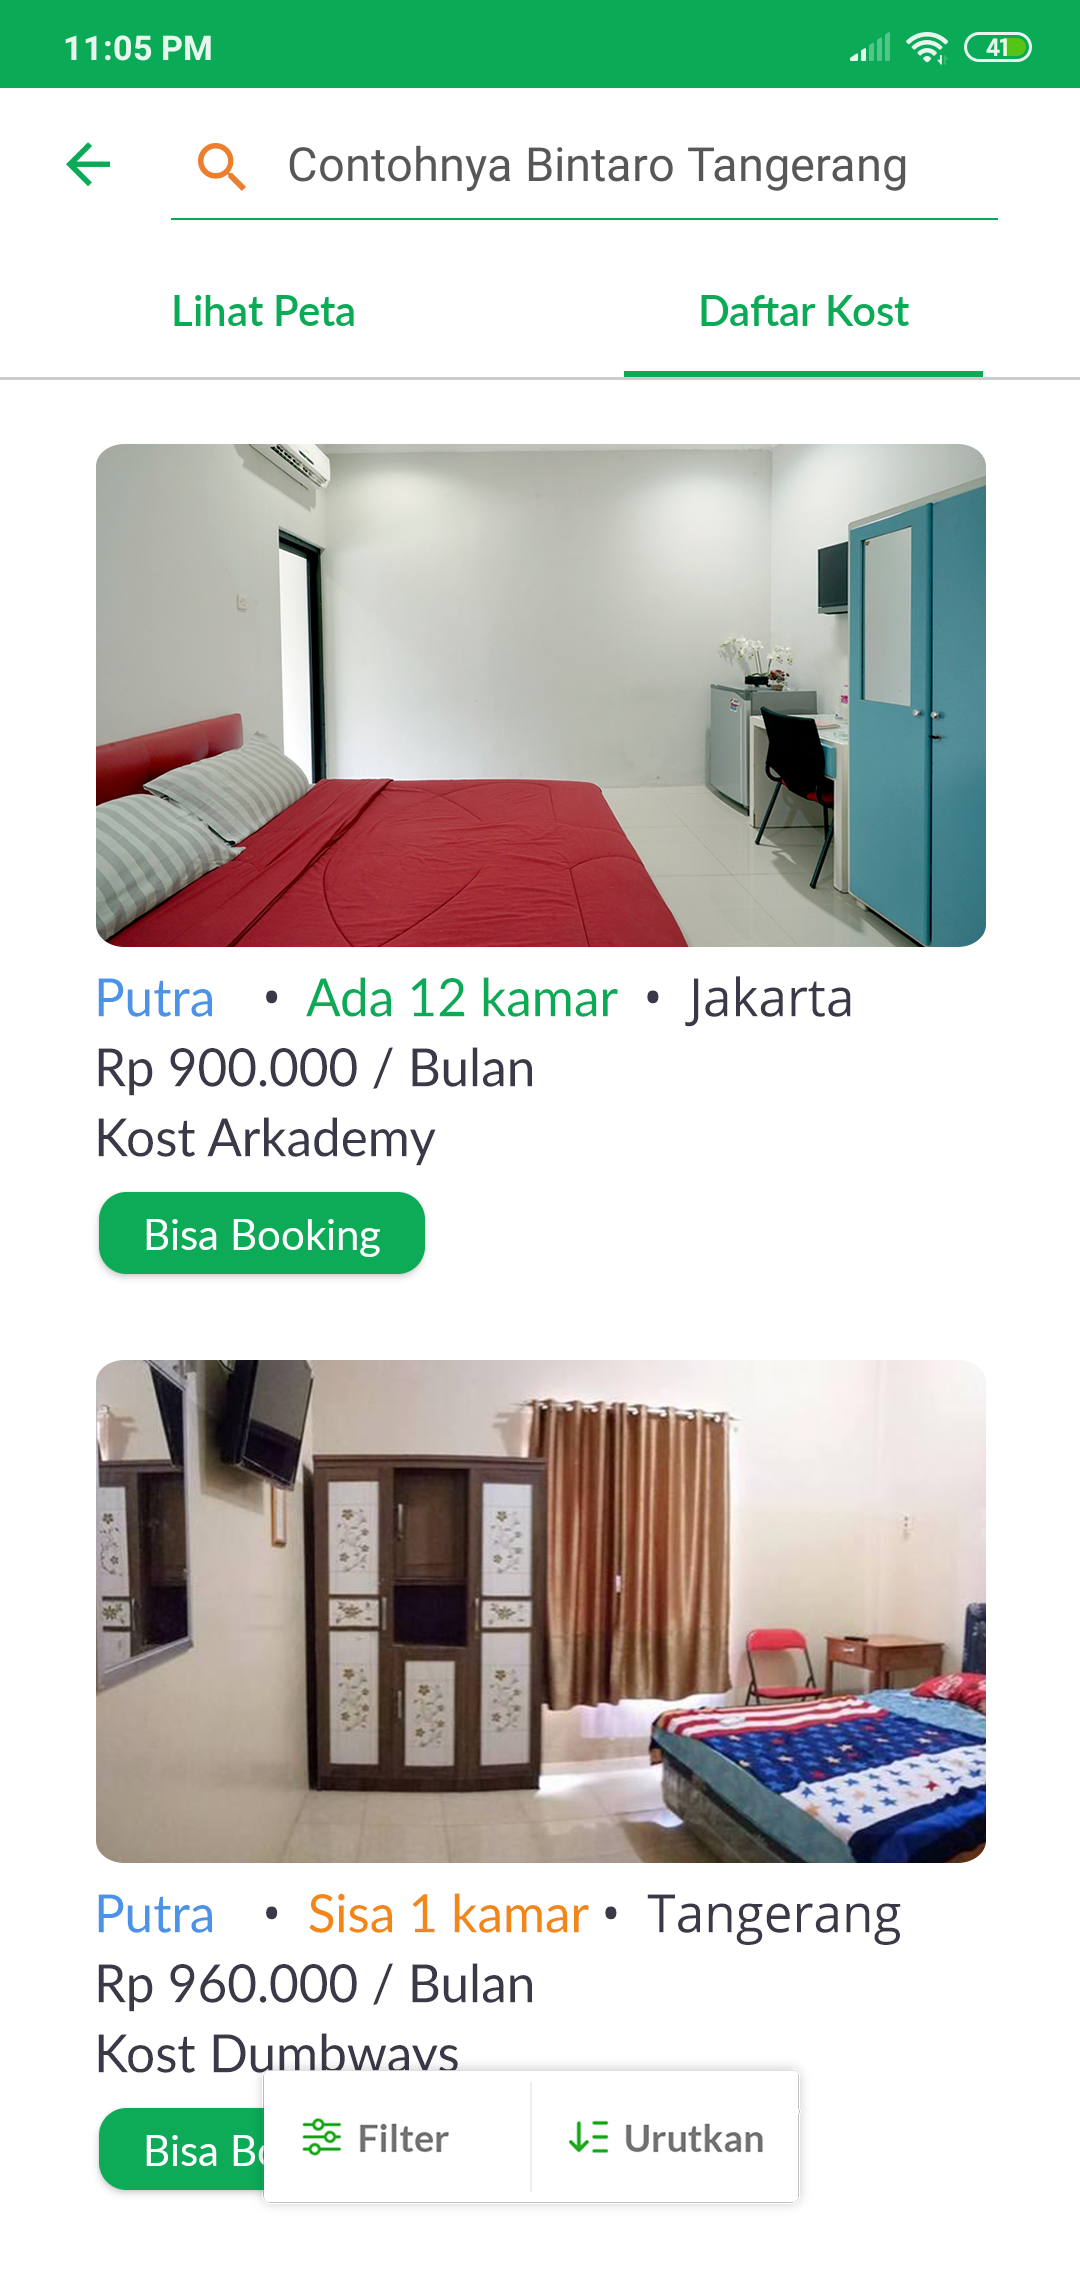 11:05 PM
41
Contohnya Bintaro Tangerang
Lihat Peta
Daftar Kost
Putra • Ada 12 kamar • Jakarta
Rp 900.000 / Bulan
Kost Arkademy
Bisa Booking
Putra • Sisa 1 kamar • Tangerang
Rp 960.000 / Bulan
Kost Dumbways
Bisa Bo
Filter
Urutkan